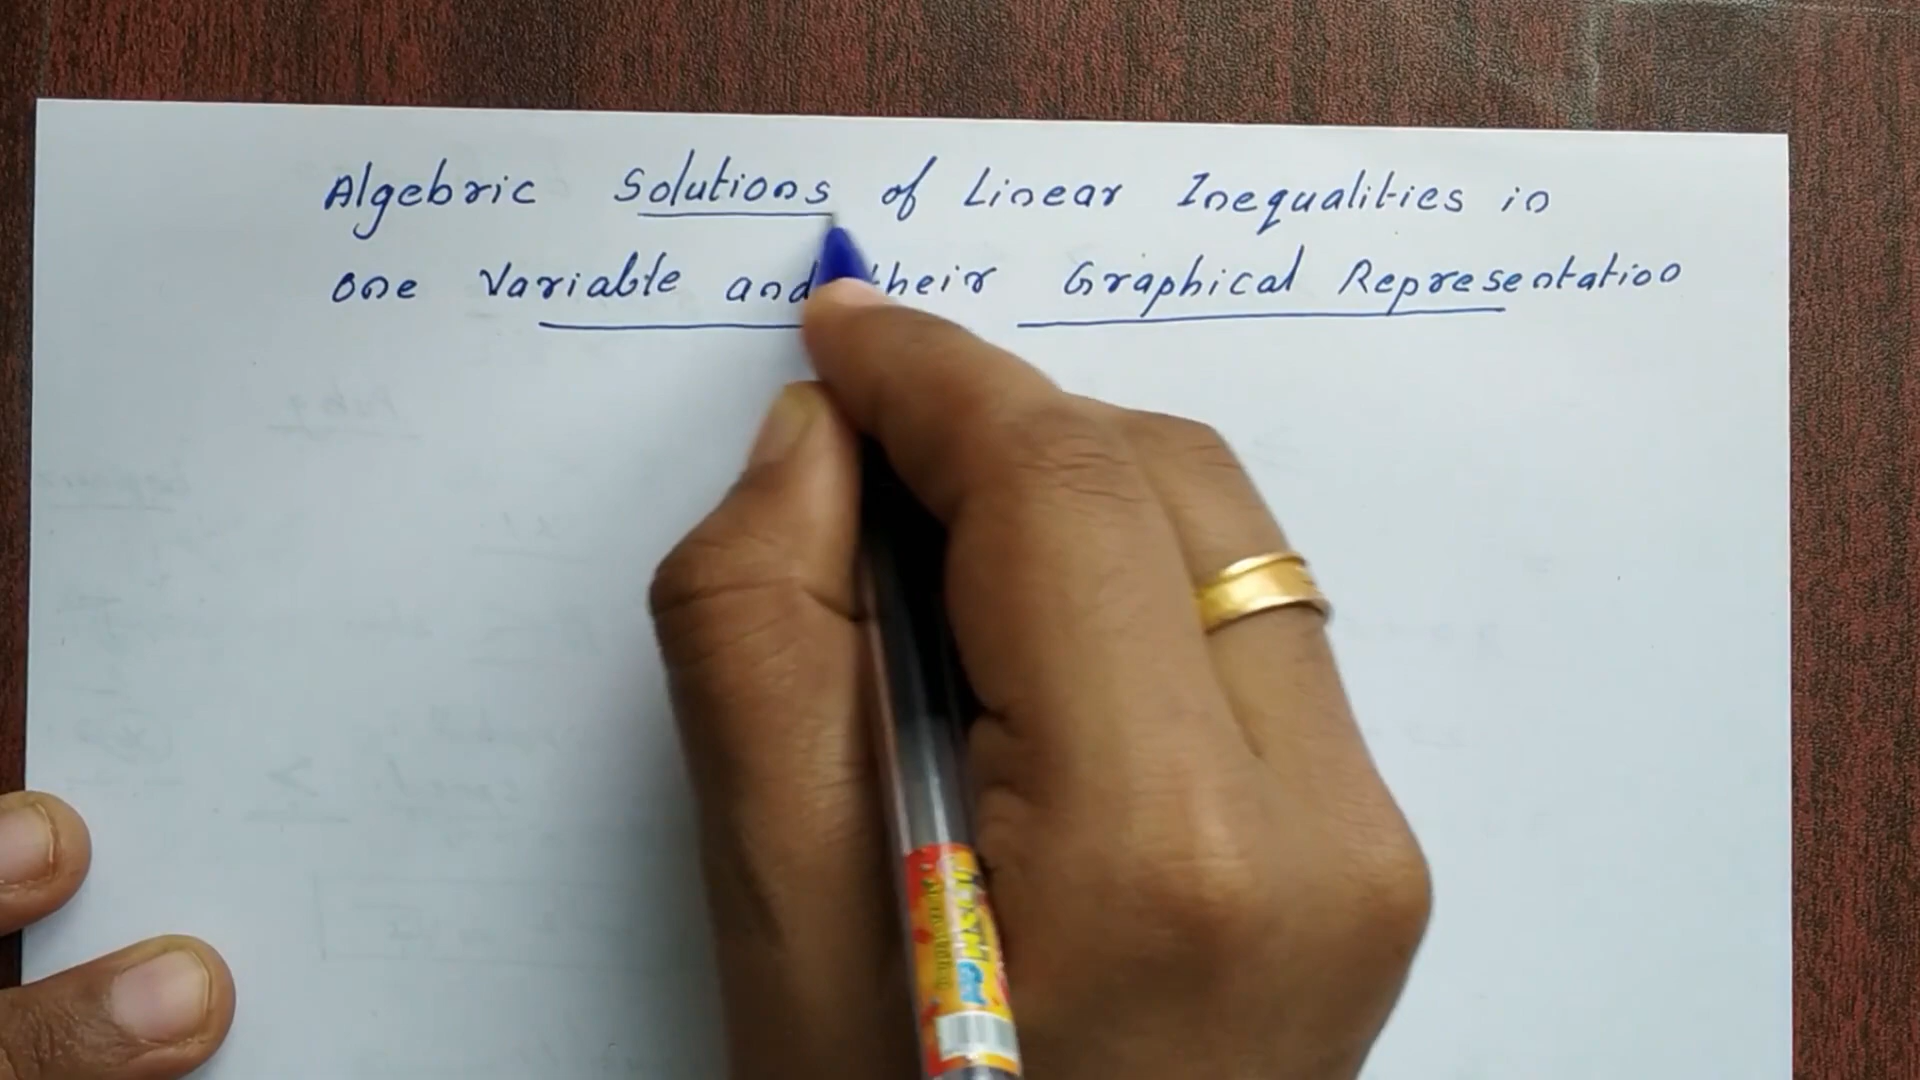 Algebric Solutions of Linear Inequalities in
one Variable and their Graphical Representation